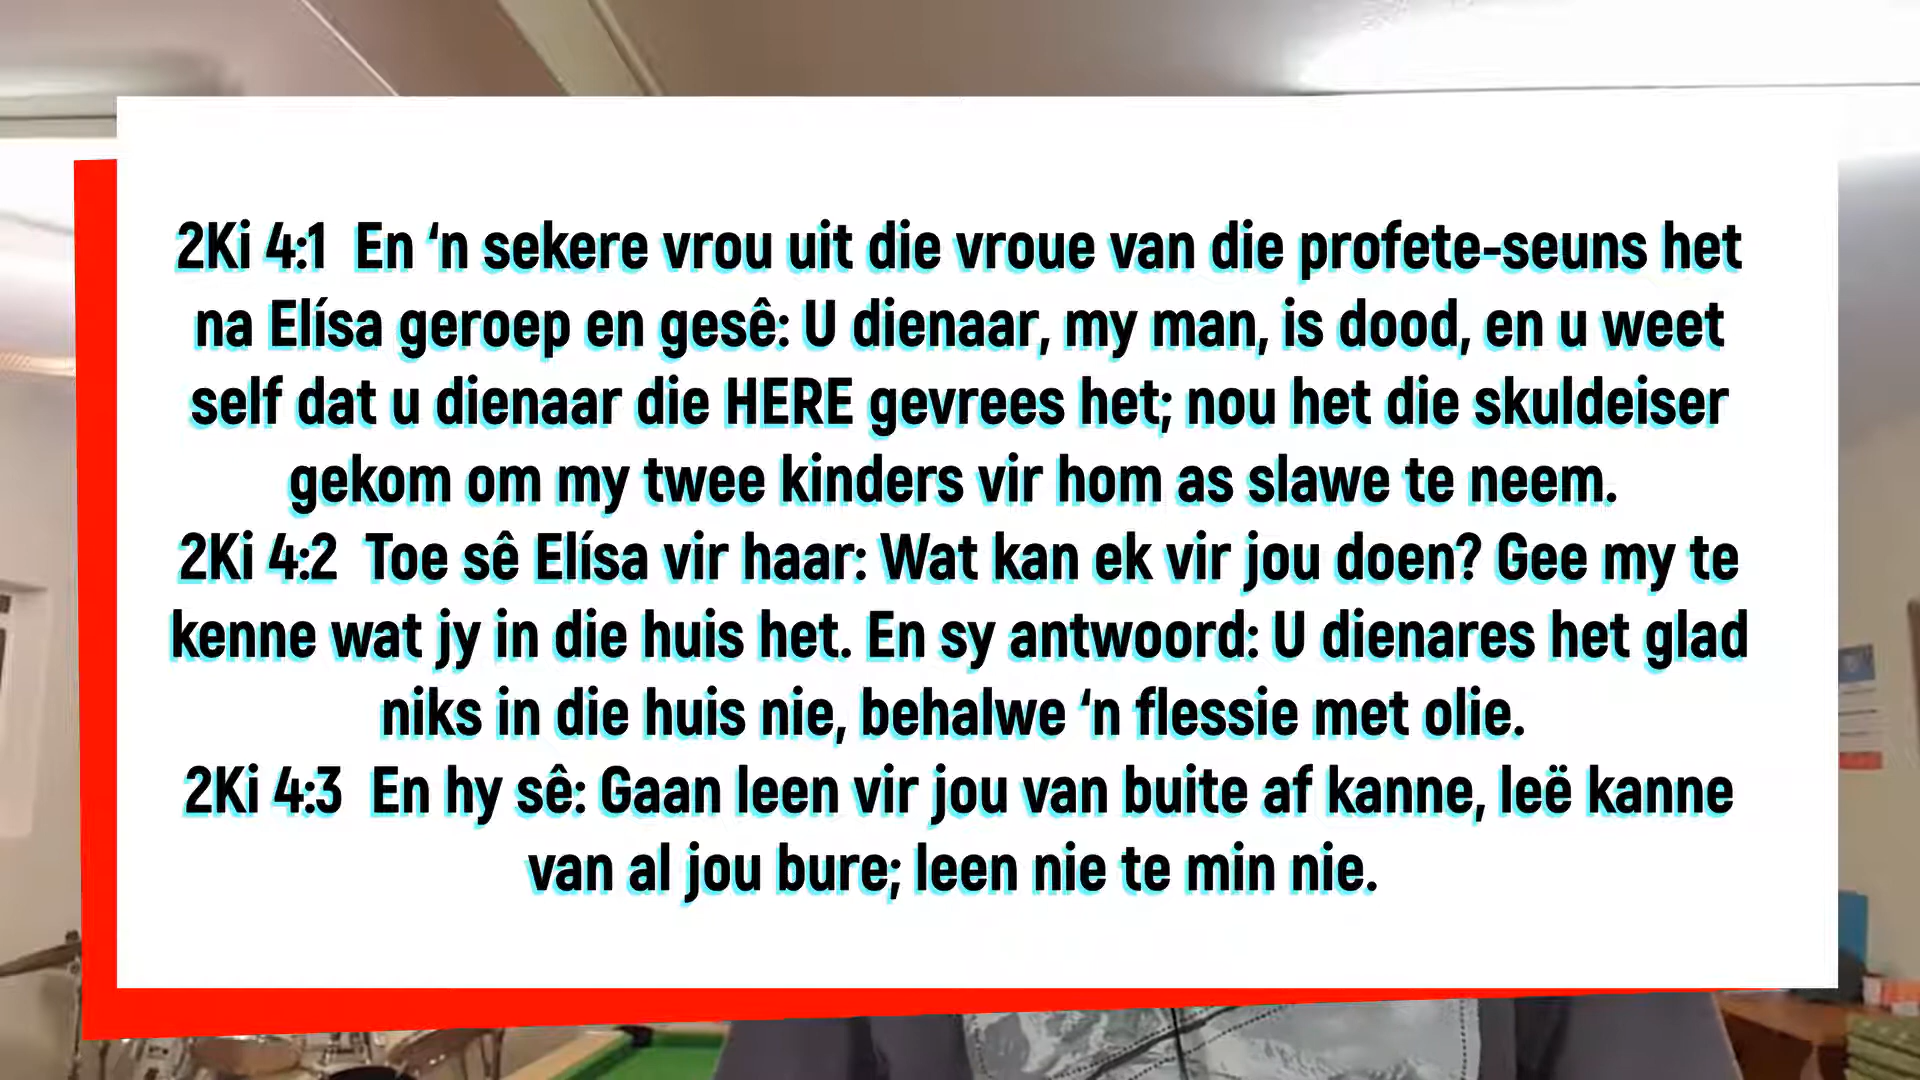 2Ki 4:1  En ‘n sekere vrou uit die vroue van die profete-seuns het
na Elísa geroep en gesê: U dienaar, my man, is dood, en u weet
self dat u dienaar die HERE gevrees het; nou het die skuldeiser
gekom om my twee kinders vir hom as slawe te neem.
2Ki 4:2  Toe sê Elísa vir haar: Wat kan ek vir jou doen? Gee my te
kenne wat jy in die huis het. En sy antwoord: U dienares het glad
niks in die huis nie, behalwe ‘n flessie met olie.
2Ki 4:3  En hy sê: Gaan leen vir jou van buite af kanne, leë kanne
van al jou bure; leen nie te min nie.